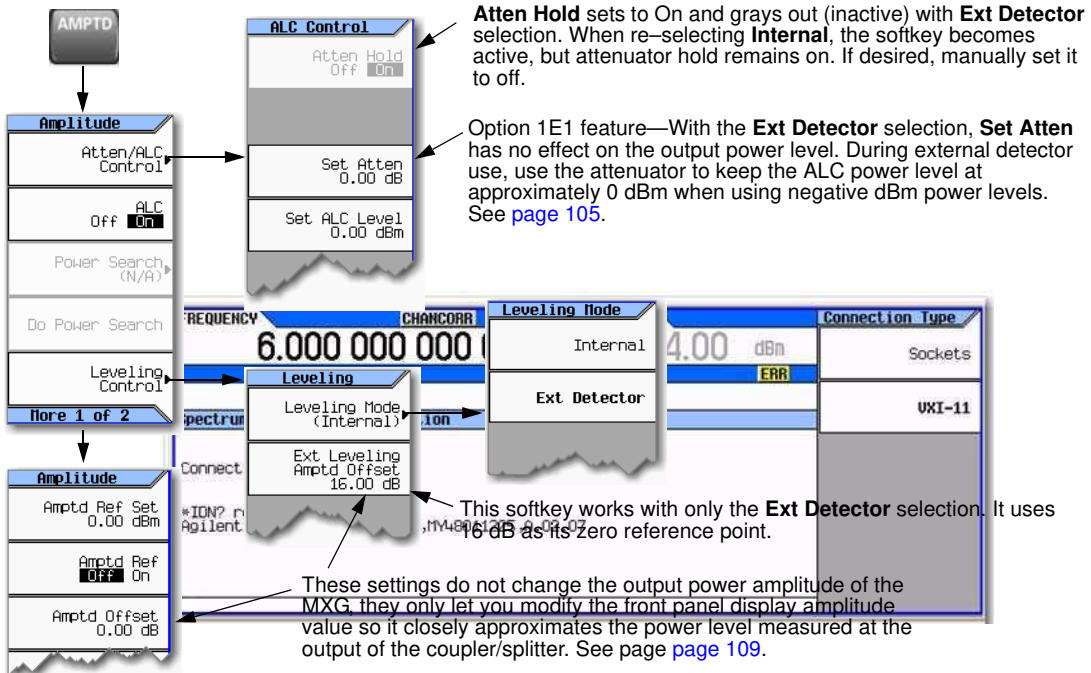 AMPTD
Amplitude
Atten/ALC
Control
ALC
Off On
Power Search
(N/A)
Do Power Search
Leveling
Control
More 1 of 2
Amplitude
Amptd Ref Set
0.00 dBm
Amptd Ref
Off On
Amptd Offset
0.00 dB
ALC Control
Atten Hold
Off On
Set Atten
0.00 dB
Set ALC Level
0.00 dBm
Atten Hold sets to On and grays out (inactive) with Ext Detector
selection. When re–selecting Internal, the softkey becomes
active, but attenuator hold remains on. If desired, manually set it
to off.
Option 1E1 feature—With the Ext Detector selection, Set Atten
has no effect on the output power level. During external detector
use, use the attenuator to keep the ALC power level at
approximately 0 dBm when using negative dBm power levels.
See page 105.
REQUENCY
CHANCORR
6.000 000 000
4.00 dBm
ERR
Leveling
Leveling Mode
(Internal)
Ext Leveling
Amptd Offset
16.00 dB
Leveling Mode
Internal
Ext Detector
Connection Type
Sockets
VXI-11
Spectru
ion
Connect
*IDN? r
Agilent
This softkey works with only the Ext Detector selection. It uses
16 dB as its zero reference point.
These settings do not change the output power amplitude of the
MXG, they only let you modify the front panel display amplitude
value so it closely approximates the power level measured at the
output of the coupler/splitter. See page page 109.